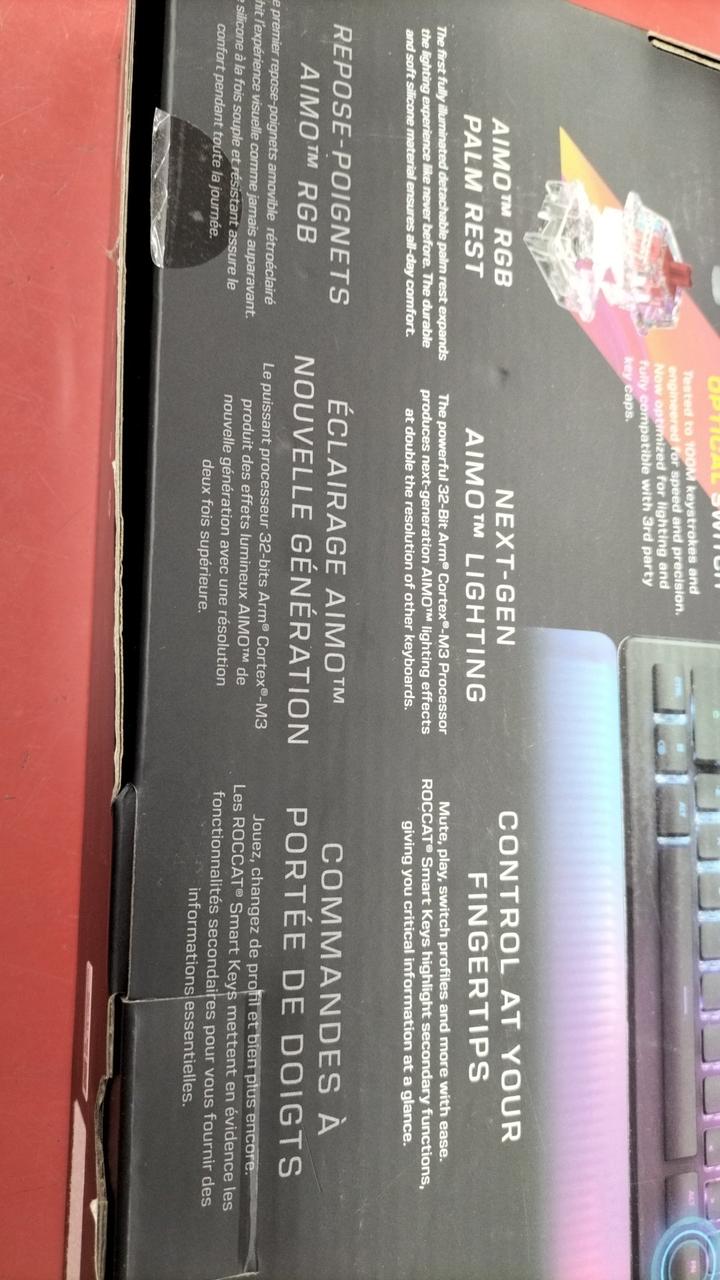 OPTICAL SWITCH
Tested to 100M keystrokes and
engineered for speed and precision.
Now optimized for lighting and
fully compatible with 3rd party
key caps.
AIMO™ RGB
PALM REST
The first fully illuminated detachable palm rest expands
the lighting experience like never before. The durable
and soft silicone material ensures all-day comfort.
NEXT-GEN
AIMO™ LIGHTING
The powerful 32-Bit Arm® Cortex®-M3 Processor
produces next-generation AIMO™ lighting effects
at double the resolution of other keyboards.
CONTROL AT YOUR
FINGERTIPS
Mute, play, switch profiles and more with ease.
ROCCAT® Smart Keys highlight secondary functions,
giving you critical information at a glance.
REPOSE-POIGNETS
AIMO™ RGB
premier repose-poignets amovible rétroéclairé
l'expérience visuelle comme jamais auparavant.
silicone à la fois souple et résistant assure le
confort pendant toute la journée.
ÉCLAIRAGE AIMO™
NOUVELLE GÉNÉRATION
Le puissant processeur 32-bits Arm® Cortex®-M3
produit des effets lumineux AIMO™ de
nouvelle génération avec une résolution
deux fois supérieure.
COMMANDES À
PORTÉE DE DOIGTS
Jouez, changez de profil et bien plus encore.
Les ROCCAT® Smart Keys mettent en évidence les
fonctionnalités secondaires pour vous fournir des
informations essentielles.